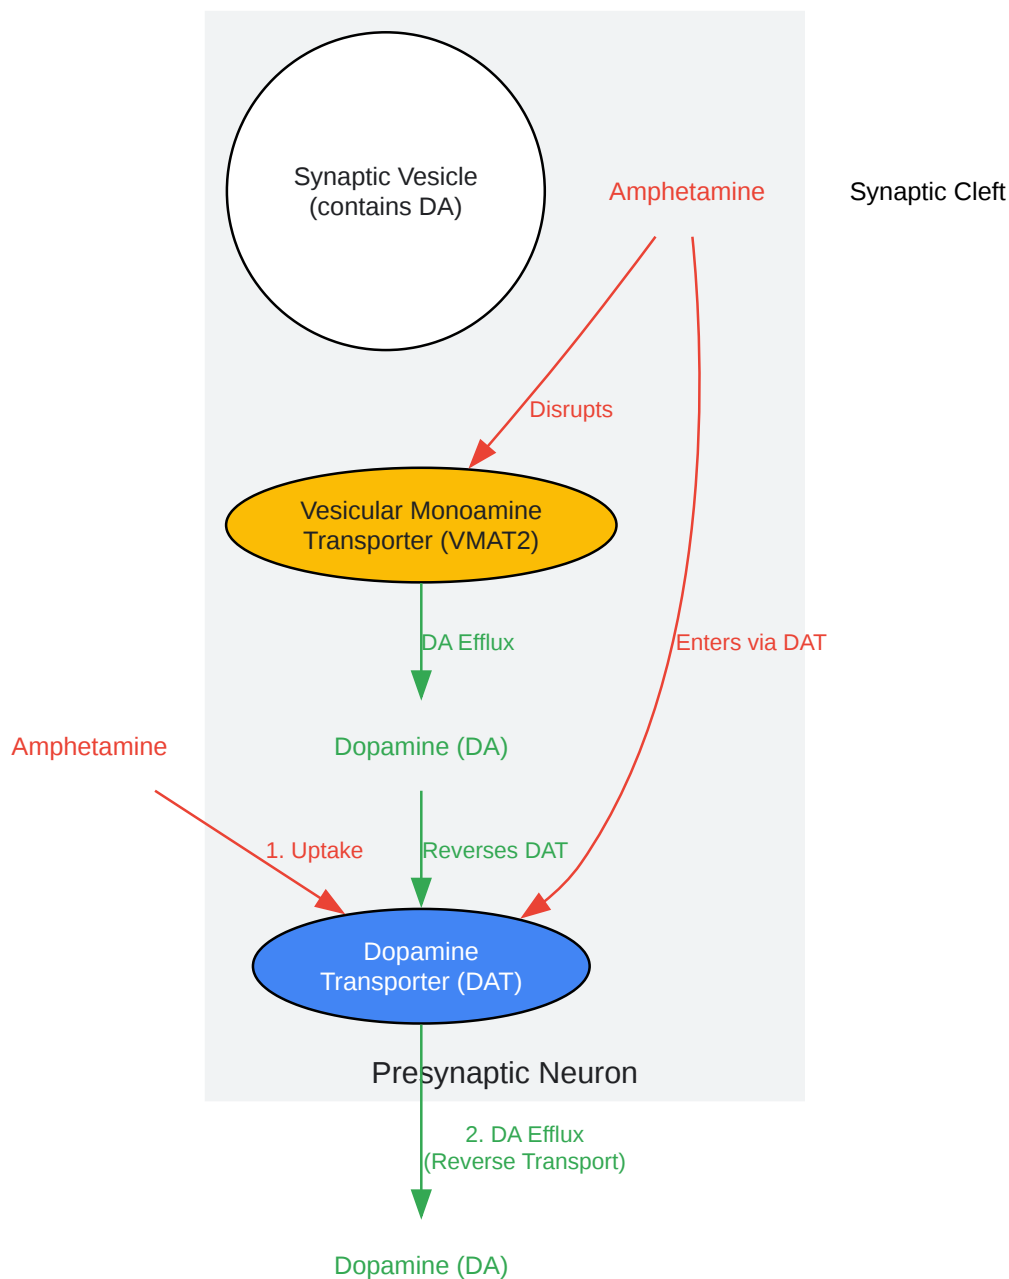 Synaptic Vesicle
(contains DA)
Amphetamine
Synaptic Cleft
Disrupts
Vesicular Monoamine
Transporter (VMAT2)
DA Efflux
Enters via DAT
Amphetamine
Dopamine (DA)
1. Uptake
Reverses DAT
Dopamine
Transporter (DAT)
Presynaptic Neuron
2. DA Efflux
(Reverse Transport)
Dopamine (DA)